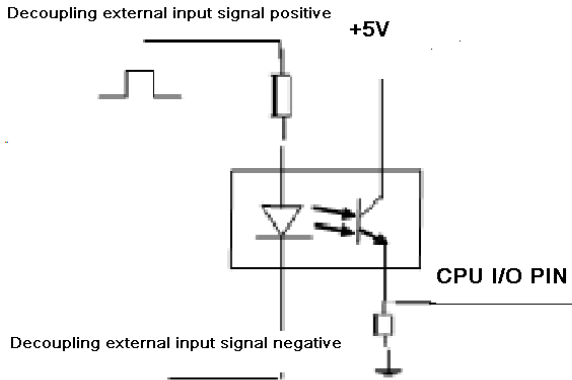 Decoupling external input signal positive
+5V
CPU I/O PIN
Decoupling external input signal negative